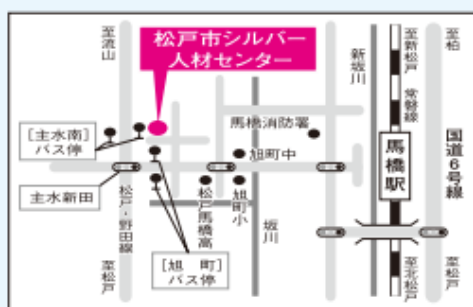 松戸市シルバー
人材センター
至流山
新坂川
至新松戸
常磐線
至柏
[主水南]
バス停
馬橋消防署
旭町中
馬橋駅
国道6号線
主水新田
松戸・野田線
松戸馬橋高
旭町小
坂川
[旭 町]
バス停
至松戸
至北松戸
至松戸